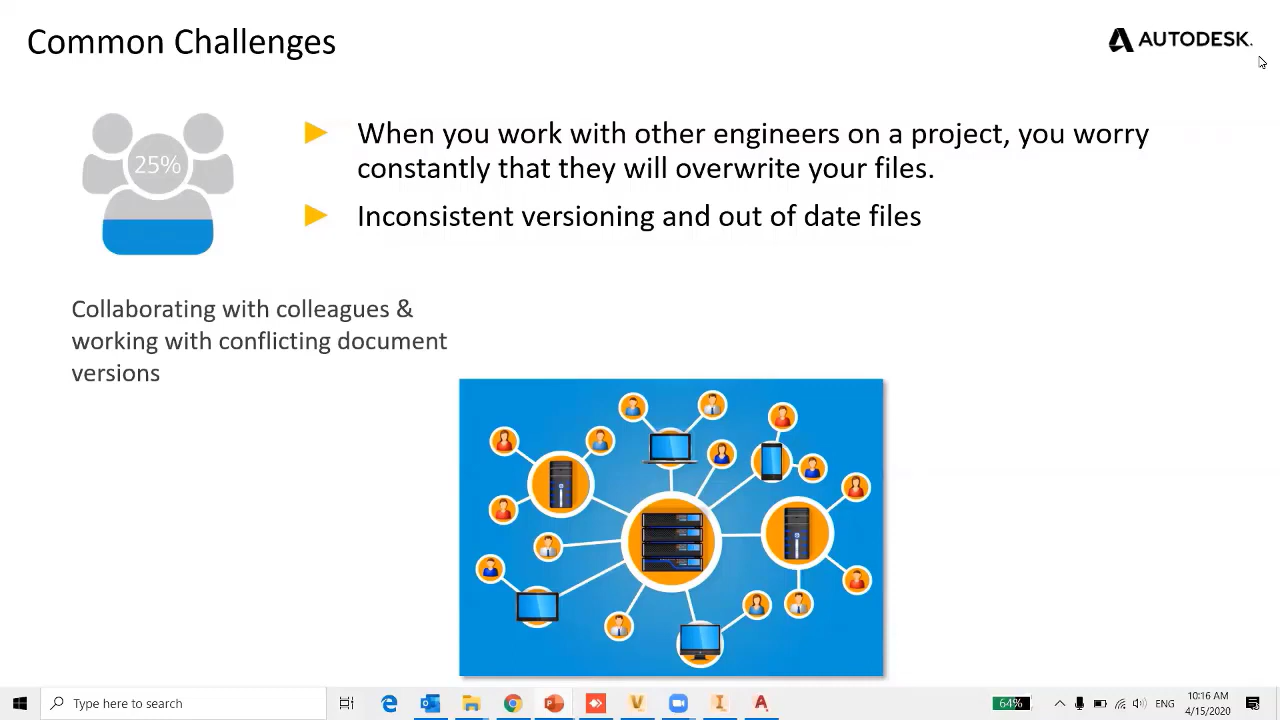 Common Challenges
AUTODESK.
25%
When you work with other engineers on a project, you worry
constantly that they will overwrite your files.
Inconsistent versioning and out of date files
Collaborating with colleagues &
working with conflicting document
versions
Type here to search
64%
ENG
10:16 AM
4/15/2020